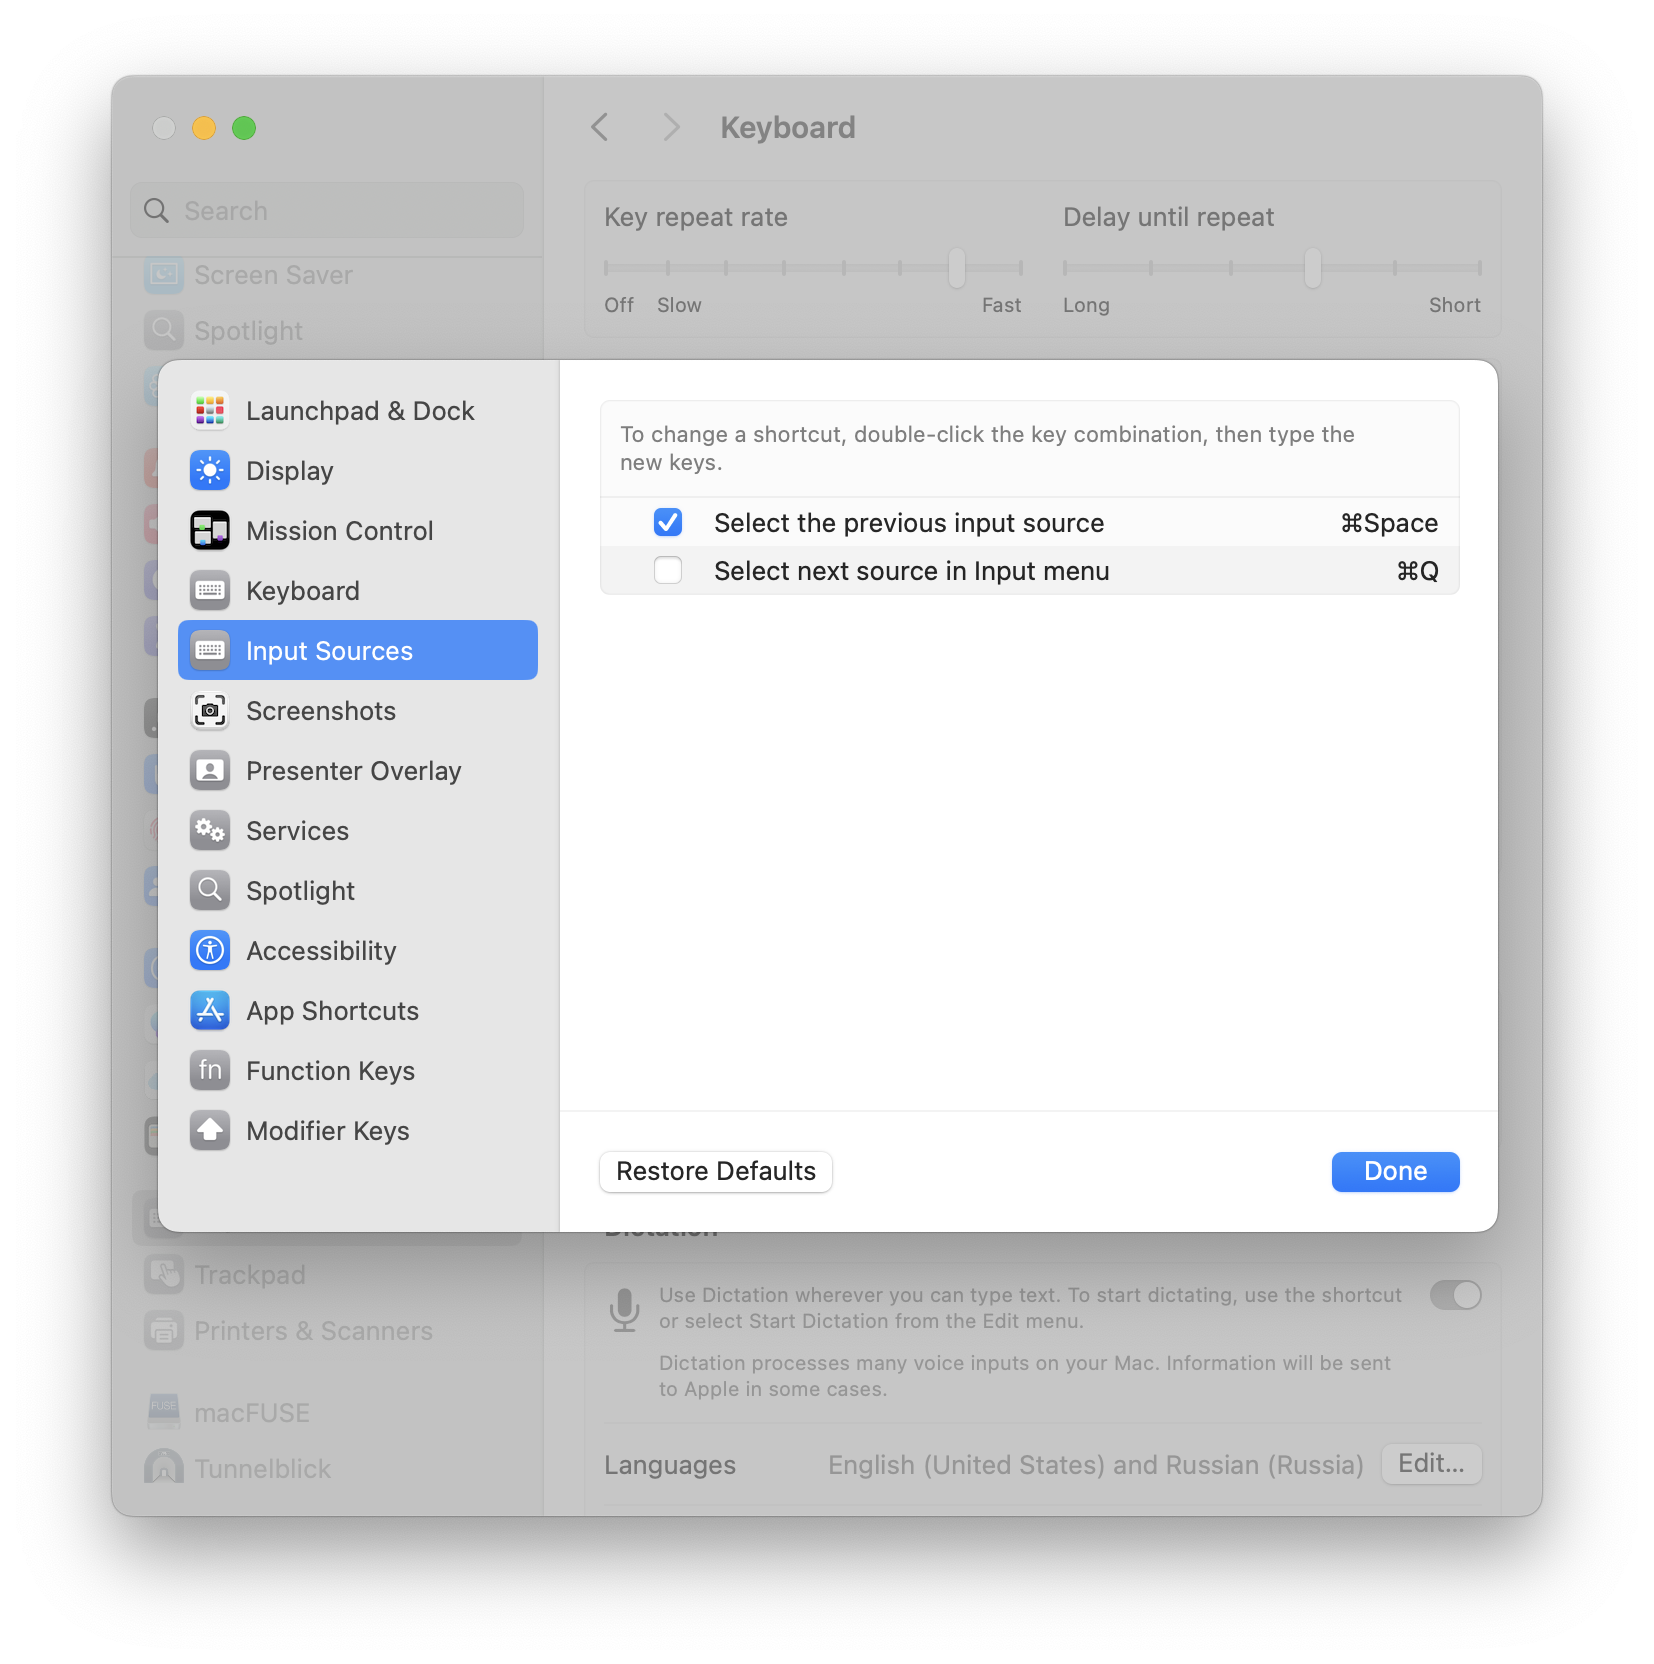 Keyboard
Search
Key repeat rate
Delay until repeat
Off
Slow
Fast
Long
Short
Screen Saver
Spotlight
Launchpad & Dock
Display
Mission Control
Keyboard
Input Sources
Screenshots
Presenter Overlay
Services
Spotlight
Accessibility
App Shortcuts
fn
Function Keys
Modifier Keys
To change a shortcut, double-click the key combination, then type the
new keys.
Select the previous input source ⌘Space
Select next source in Input menu ⌘Q
Restore Defaults
Done
Dictation
Trackpad
Printers & Scanners
FUSE
macFUSE
Tunnelblick
Use Dictation wherever you can type text. To start dictating, use the shortcut
or select Start Dictation from the Edit menu.
Dictation processes many voice inputs on your Mac. Information will be sent
to Apple in some cases.
Languages
English (United States) and Russian (Russia)
Edit...